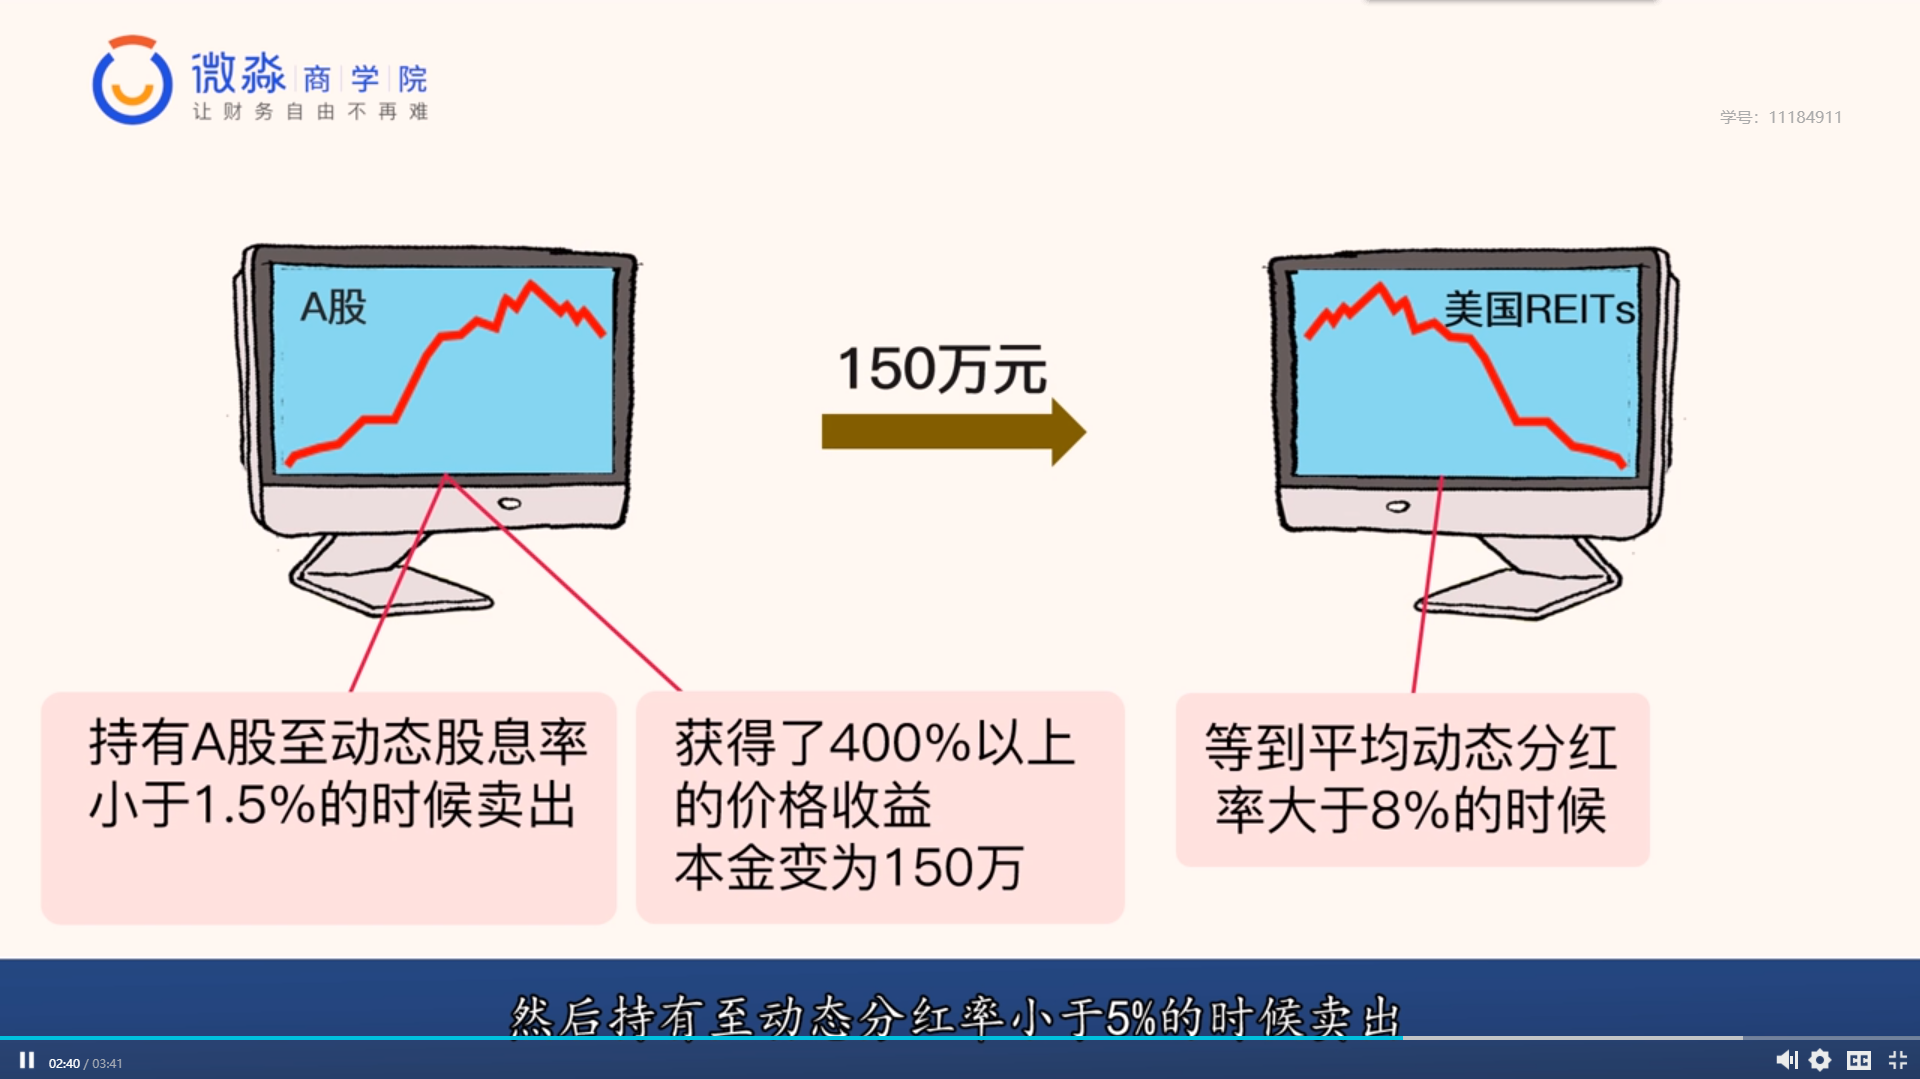 微淼 商 学 院
让财务自由不再难
学号：11184911
A股
150万元
美国REITs
持有A股至动态股息率
小于1.5%的时候卖出
获得了400%以上
的价格收益
本金变为150万
等到平均动态分红
率大于8%的时候
然后持有至动态分红率小于5%的时候卖出
02:40 / 03:41
CC